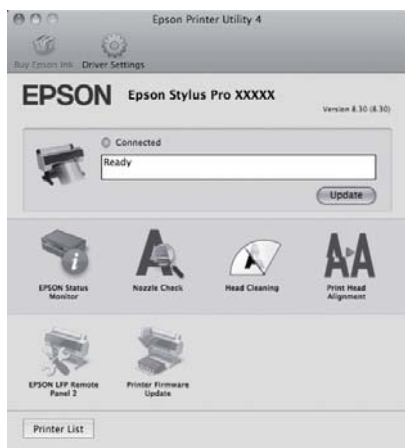 Epson Printer Utility 4
Buy Epson Ink
Driver Settings
EPSON
Epson Stylus Pro XXXXX
Version 8.30 (8.30)
Connected
Ready
Update
EPSON Status
Monitor
Nozzle Check
Head Cleaning
Print Head
Alignment
EPSON LFP Remote
Panel 2
Printer Firmware
Update
Printer List